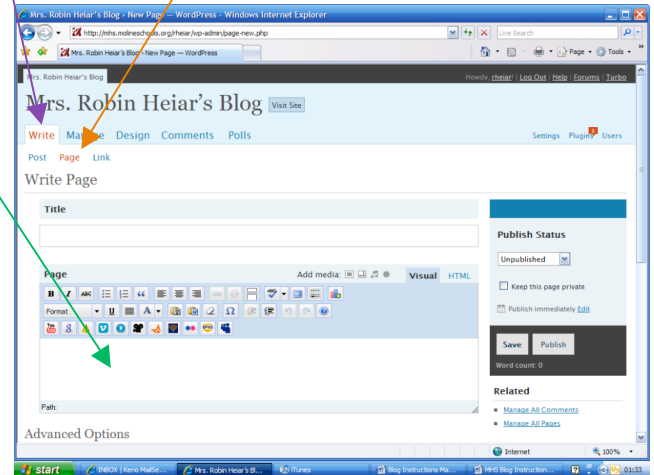 Mrs. Robin Heiar's Blog › New Page — WordPress - Windows Internet Explorer
http://mhs.molineschools.org/rheiar/wp-admin/page-new.php
Live Search
Mrs. Robin Heiar's Blog › New Page — WordPress
Page Tools
Mrs. Robin Heiar's Blog
Howdy, rheiar! | Log Out | Help | Forums | Turbo
Mrs. Robin Heiar's Blog Visit Site
Write Manage Design Comments Polls Settings Plugins Users
Post Page Link
Write Page
Title
Publish Status
Unpublished
Page Add media: Visual HTML
Keep this page private
B I ABC
Format U A Ω
Publish immediately Edit
Save Publish
Word count: 0
Related
Manage All Comments
Path:
Manage All Pages
Advanced Options
Internet 100%
start INBOX | Keno MailSe... Mrs. Robin Heiar's Bl... iTunes Blog Instructions Ma... MHS Blog Instruction... 01:33